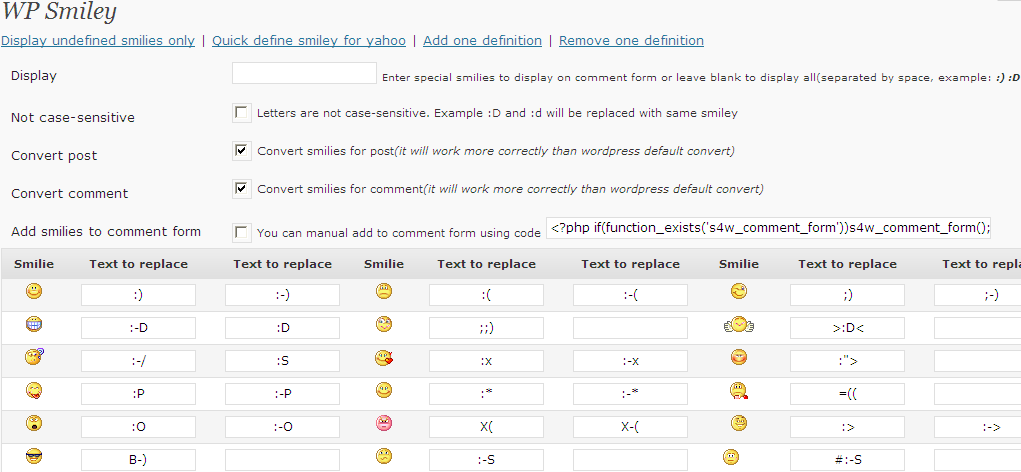 WP Smiley
Display undefined smilies only | Quick define smiley for yahoo | Add one definition | Remove one definition
Display Enter special smilies to display on comment form or leave blank to display all(separated by space, example: :) :D
Not case-sensitive Letters are not case-sensitive. Example :D and :d will be replaced with same smiley
Convert post Convert smilies for post(it will work more correctly than wordpress default convert)
Convert comment Convert smilies for comment(it will work more correctly than wordpress default convert)
Add smilies to comment form You can manual add to comment form using code <?php if(function_exists('s4w_comment_form'))s4w_comment_form();
Smilie Text to replace Text to replace Smilie Text to replace Text to replace Smilie Text to replace Text to repla
:) :-) :( :-( ;) ;-)
:-D :D ;;) >:D<
:-/ :S :x :-x :">
:P :-P :* :-* =((
:O :-O X( X-( :> :->
B-) :-S #:-S